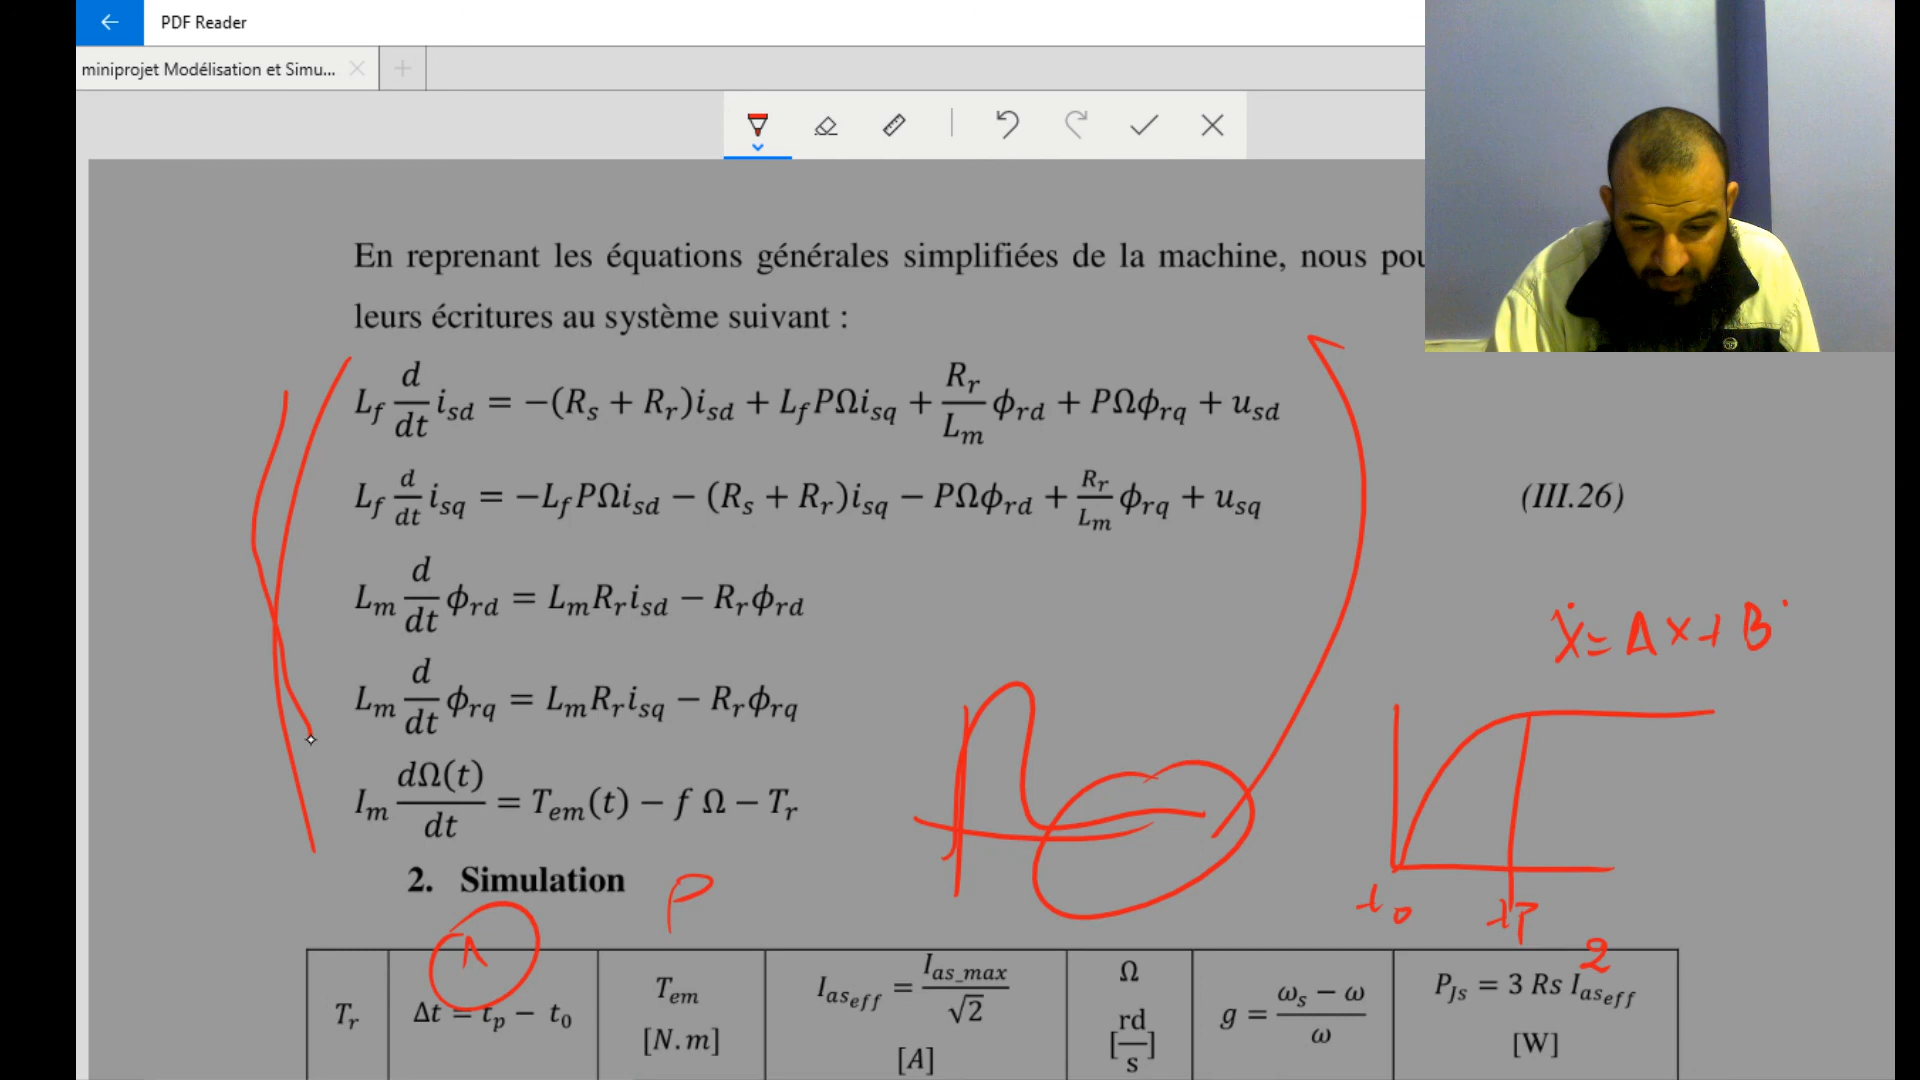 PDF Reader
miniprojet Modélisation et Simu...
En reprenant les équations générales simplifiées de la machine, nous pou
leurs écritures au système suivant :
L_f d/dt i_sd = −(R_s + R_r)i_sd + L_f PΩi_sq + R_r/L_m ϕ_rd + PΩϕ_rq + u_sd
L_f d/dt i_sq = −L_f PΩi_sd − (R_s + R_r)i_sq − PΩϕ_rd + R_r/L_m ϕ_rq + u_sq
(III.26)
L_m d/dt ϕ_rd = L_m R_r i_sd − R_r ϕ_rd
Ẋ = A X + B
L_m d/dt ϕ_rq = L_m R_r i_sq − R_r ϕ_rq
I_m dΩ(t)/dt = T_em(t) − f Ω − T_r
2. Simulation
P
t0
tp
1
2
T_r
Δt = t_p − t_0
T_em
[N.m]
I_as_eff = I_as_max/√2
[A]
Ω
[rd/s]
g = (ω_s − ω)/ω
P_Js = 3 Rs I_as_eff
[W]